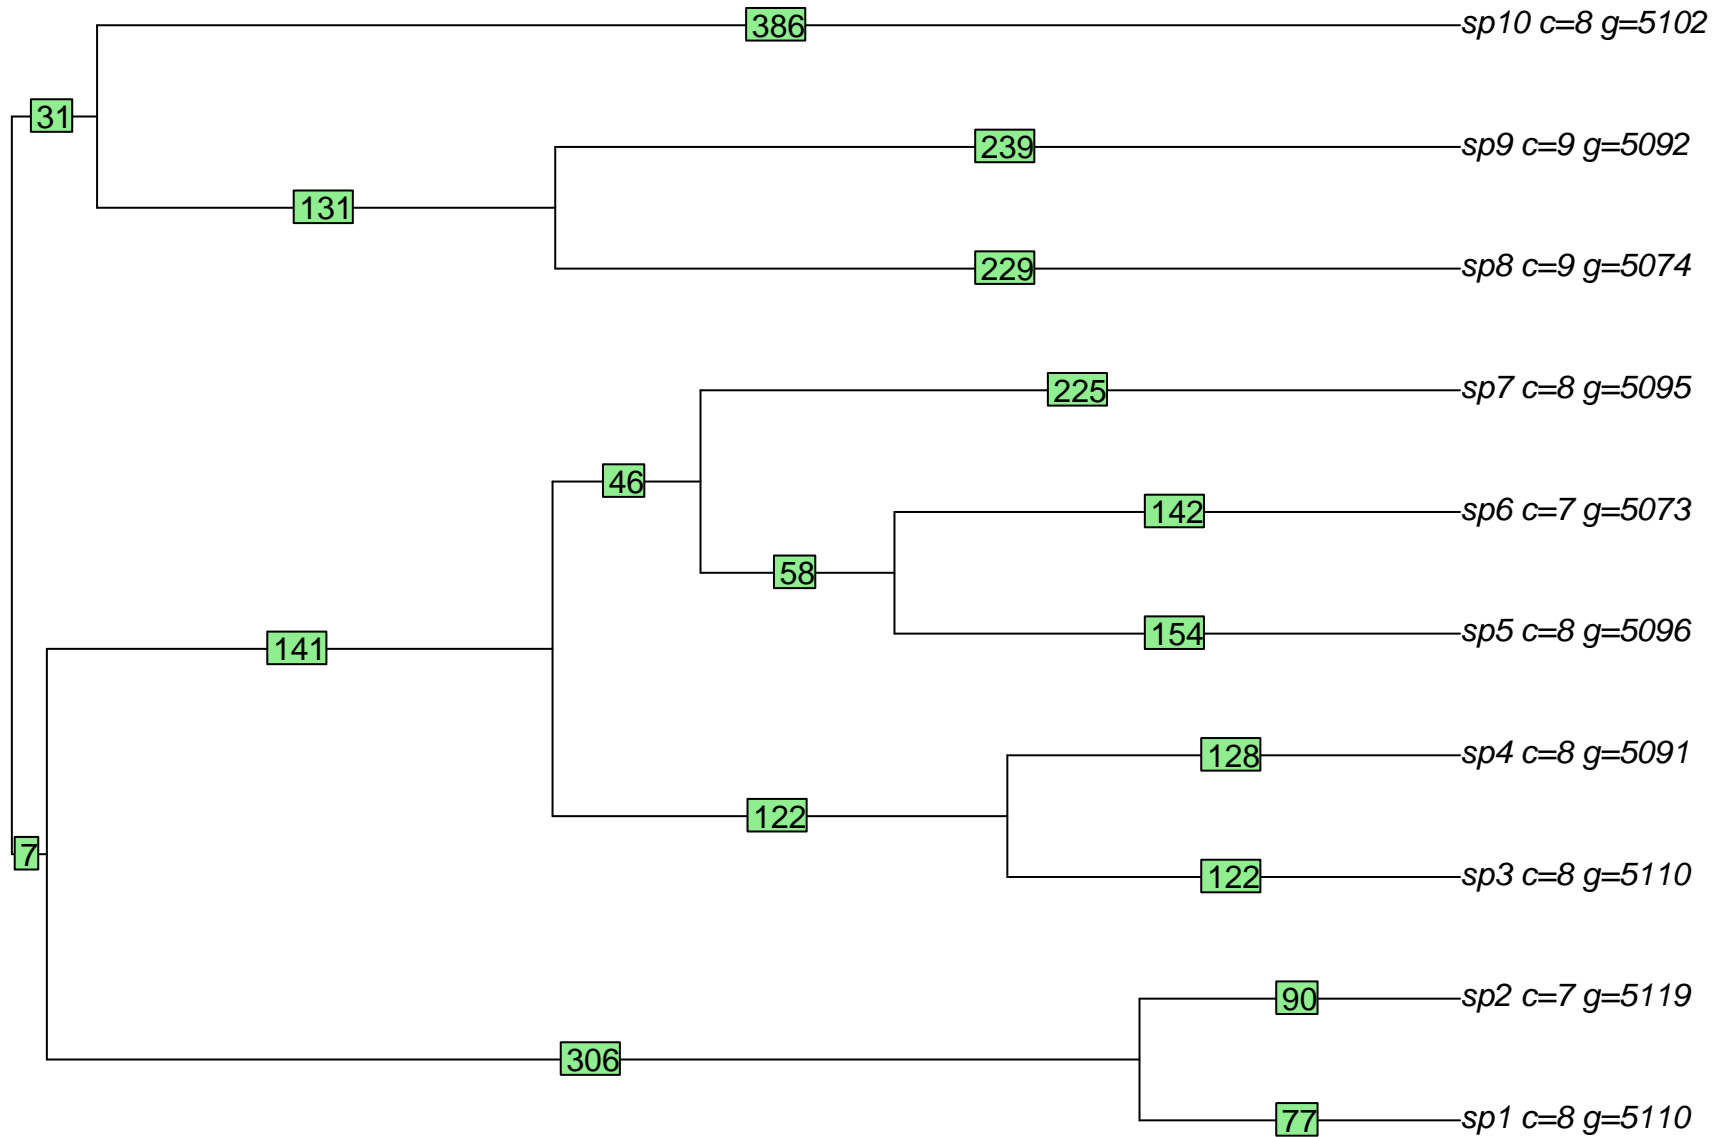 386 sp10 c=8 g=5102
31
239 sp9 c=9 g=5092
131
229 sp8 c=9 g=5074
225 sp7 c=8 g=5095
46
142 sp6 c=7 g=5073
58
154 sp5 c=8 g=5096
141
128 sp4 c=8 g=5091
122
7
122 sp3 c=8 g=5110
90 sp2 c=7 g=5119
306
77 sp1 c=8 g=5110